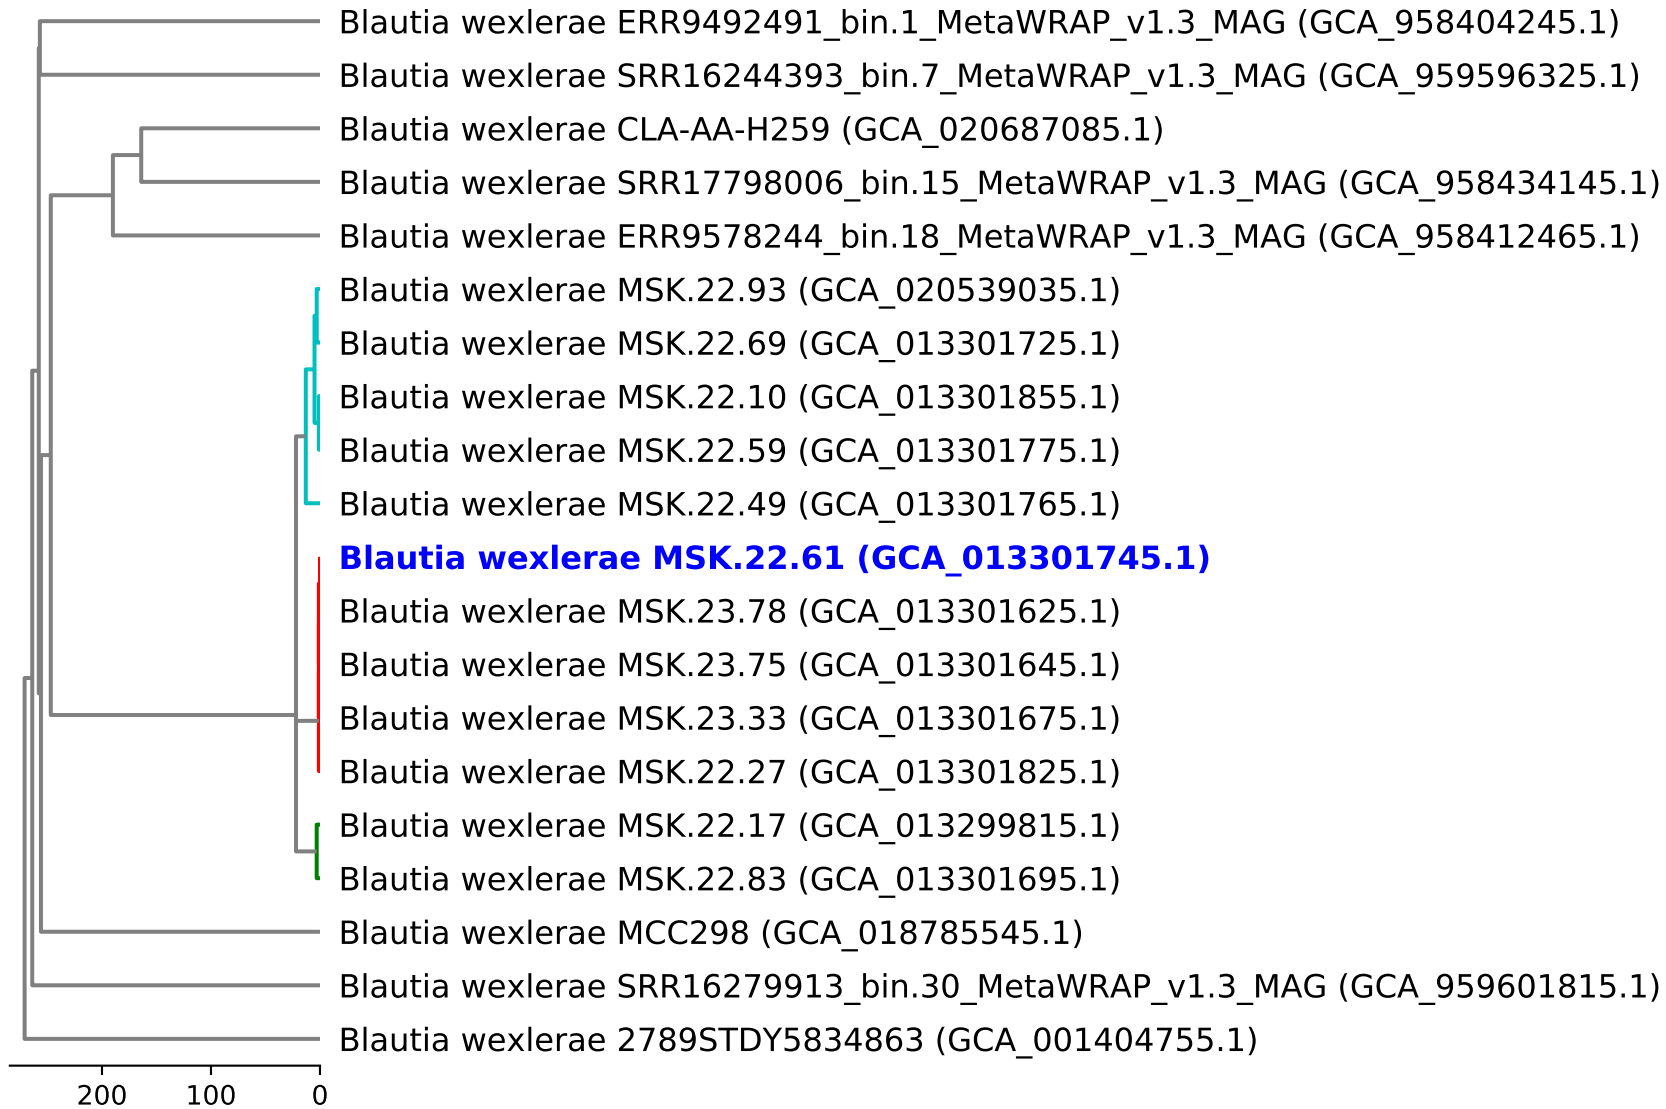 Blautia wexlerae ERR9492491_bin.1_MetaWRAP_v1.3_MAG (GCA_958404245.1)
Blautia wexlerae SRR16244393_bin.7_MetaWRAP_v1.3_MAG (GCA_959596325.1)
Blautia wexlerae CLA-AA-H259 (GCA_020687085.1)
Blautia wexlerae SRR17798006_bin.15_MetaWRAP_v1.3_MAG (GCA_958434145.1)
Blautia wexlerae ERR9578244_bin.18_MetaWRAP_v1.3_MAG (GCA_958412465.1)
Blautia wexlerae MSK.22.93 (GCA_020539035.1)
Blautia wexlerae MSK.22.69 (GCA_013301725.1)
Blautia wexlerae MSK.22.10 (GCA_013301855.1)
Blautia wexlerae MSK.22.59 (GCA_013301775.1)
Blautia wexlerae MSK.22.49 (GCA_013301765.1)
Blautia wexlerae MSK.22.61 (GCA_013301745.1)
Blautia wexlerae MSK.23.78 (GCA_013301625.1)
Blautia wexlerae MSK.23.75 (GCA_013301645.1)
Blautia wexlerae MSK.23.33 (GCA_013301675.1)
Blautia wexlerae MSK.22.27 (GCA_013301825.1)
Blautia wexlerae MSK.22.17 (GCA_013299815.1)
Blautia wexlerae MSK.22.83 (GCA_013301695.1)
Blautia wexlerae MCC298 (GCA_018785545.1)
Blautia wexlerae SRR16279913_bin.30_MetaWRAP_v1.3_MAG (GCA_959601815.1)
Blautia wexlerae 2789STDY5834863 (GCA_001404755.1)
200 100 0